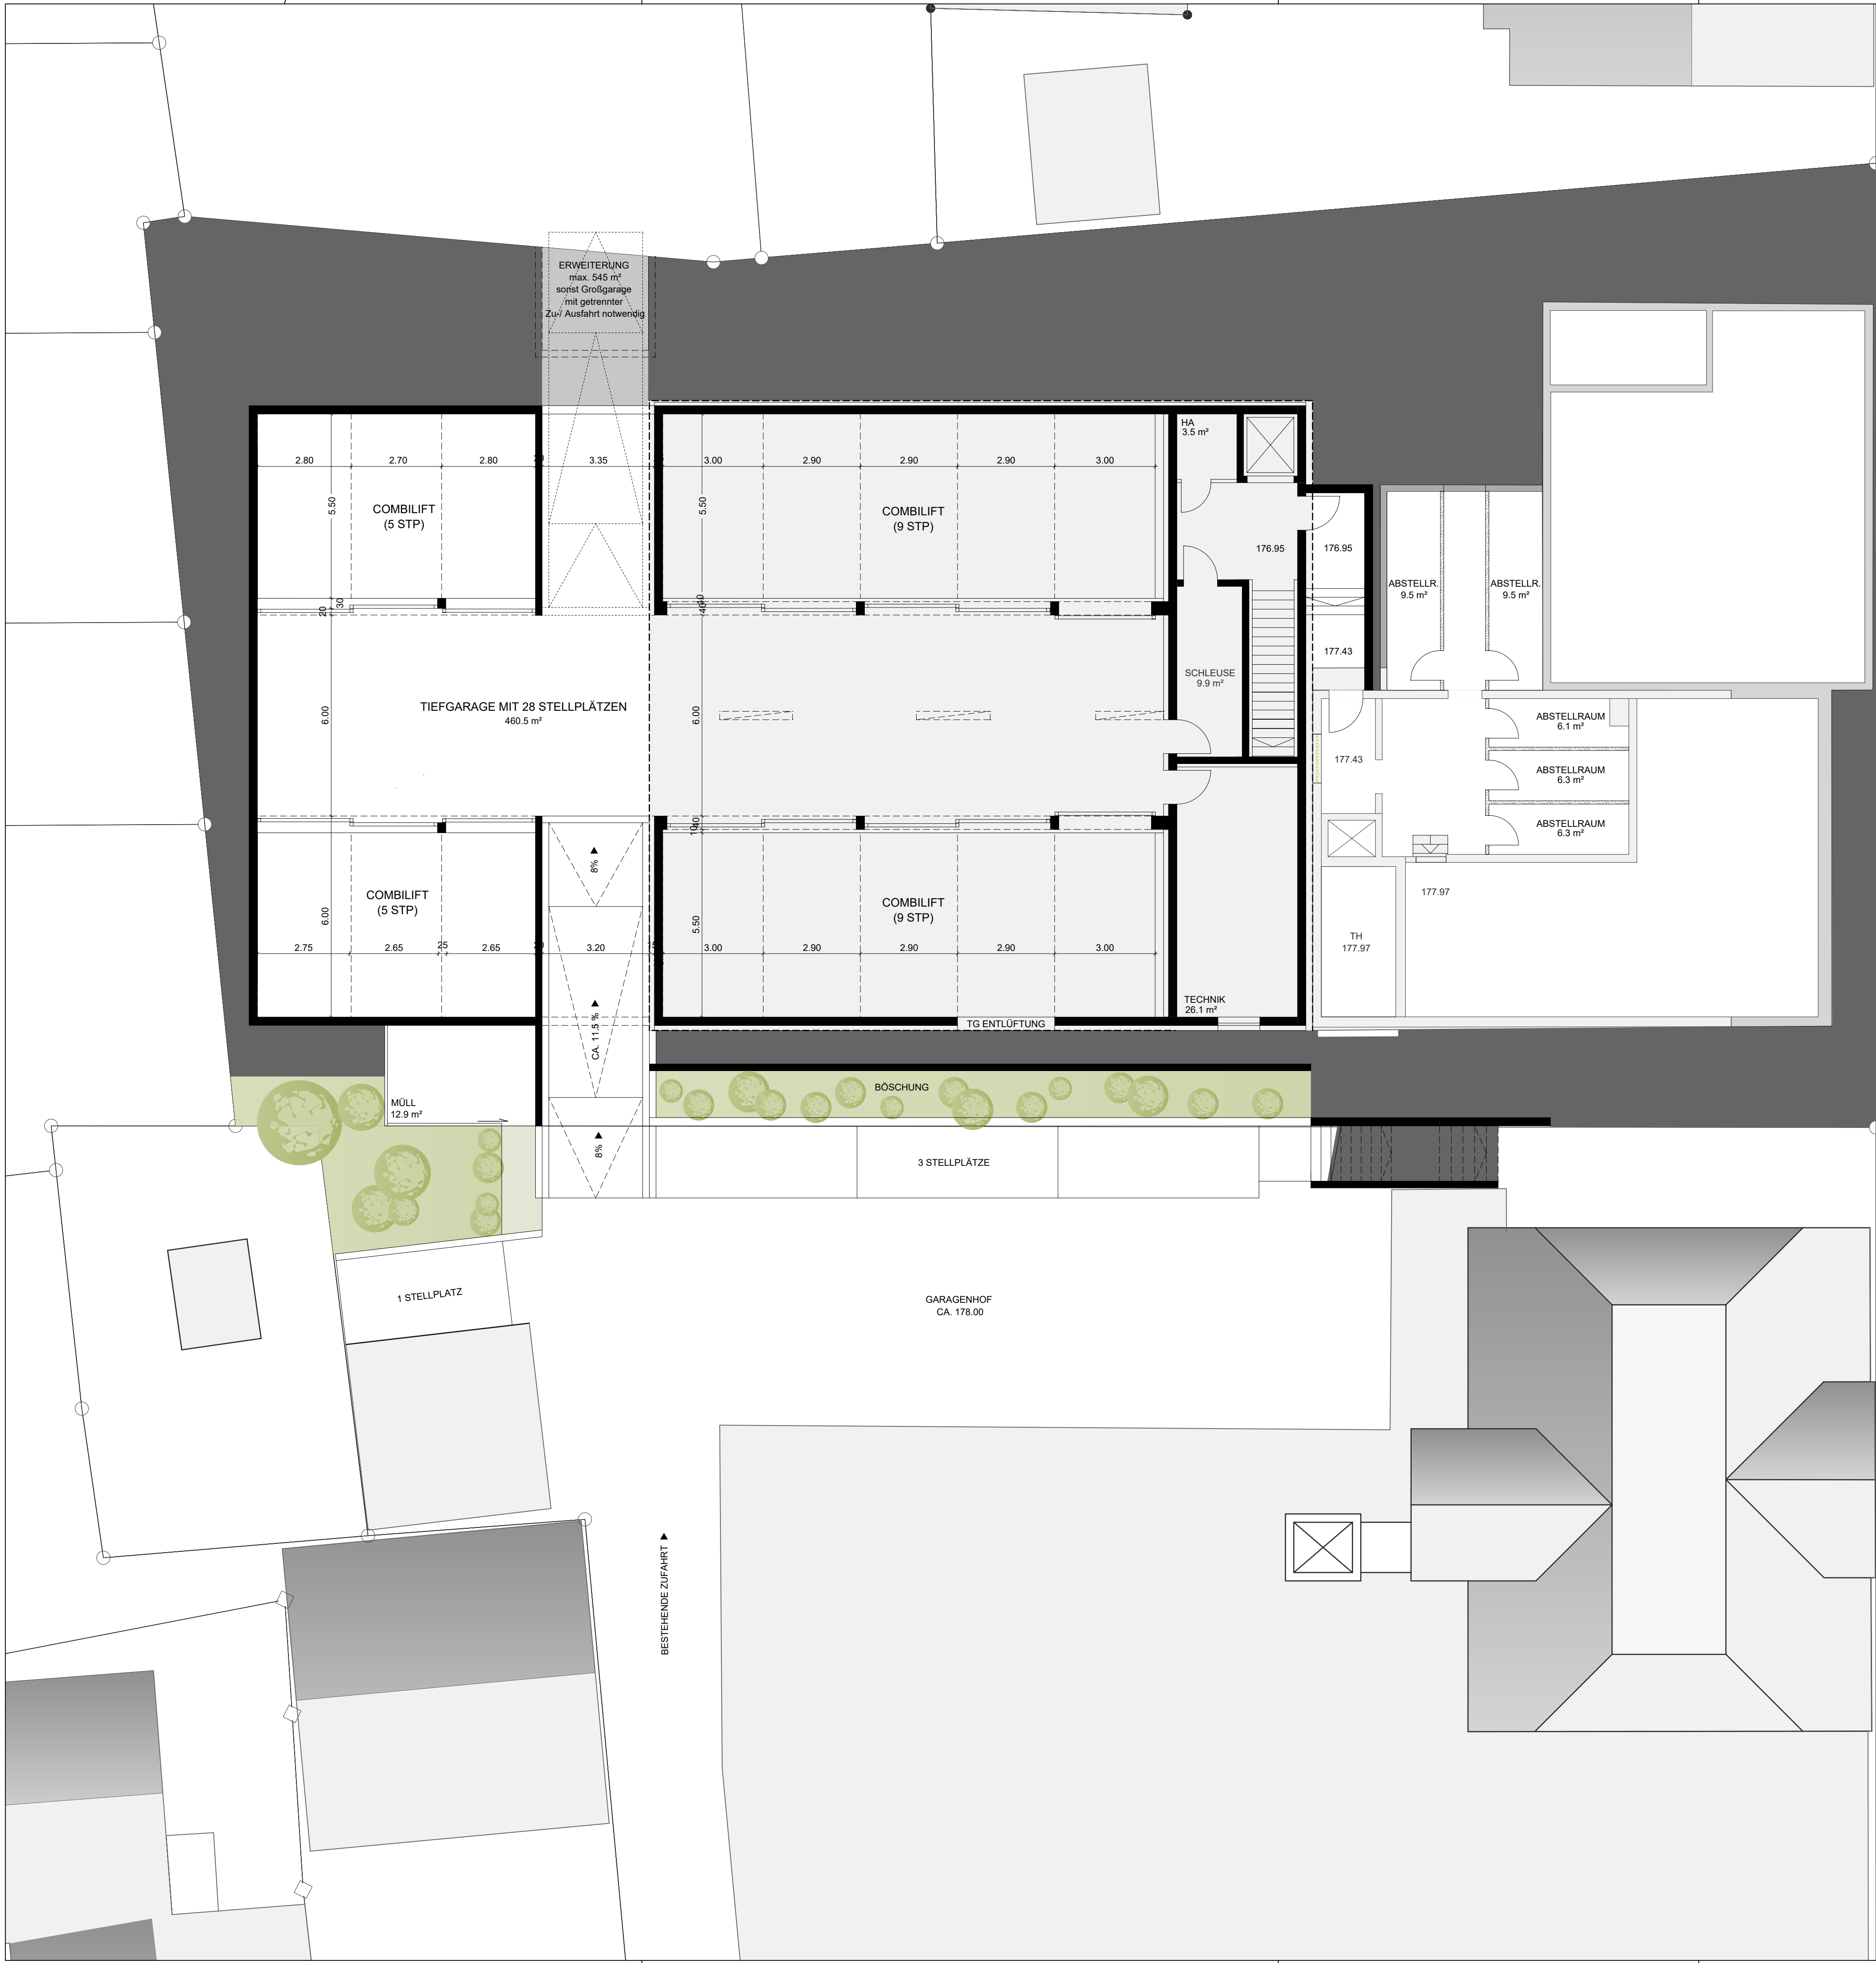 ERWEITERUNG
max. 545 m²
sonst Großgarage
mit getrennter
Zu-/ Ausfahrt notwendig
HA
3.5 m²
2.80
2.70
2.80
3.35
3.00
2.90
2.90
2.90
3.00
5.50
5.50
COMBILIFT
(5 STP)
COMBILIFT
(9 STP)
176.95
176.95
ABSTELLR.
9.5 m²
ABSTELLR.
9.5 m²
20
30
40
177.43
SCHLEUSE
9.9 m²
TIEFGARAGE MIT 28 STELLPLÄTZEN
460.5 m²
6.00
6.00
ABSTELLRAUM
6.1 m²
177.43
ABSTELLRAUM
6.3 m²
ABSTELLRAUM
6.3 m²
10
40
8%
COMBILIFT
(5 STP)
COMBILIFT
(9 STP)
6.00
5.50
177.97
TH
177.97
2.75
2.65
25
2.65
3.20
3.00
2.90
2.90
2.90
3.00
TECHNIK
26.1 m²
CA. 11.5 %
TG ENTLÜFTUNG
BÖSCHUNG
MÜLL
12.9 m²
8%
3 STELLPLÄTZE
1 STELLPLATZ
GARAGENHOF
CA. 178.00
BESTEHENDE ZUFAHRT